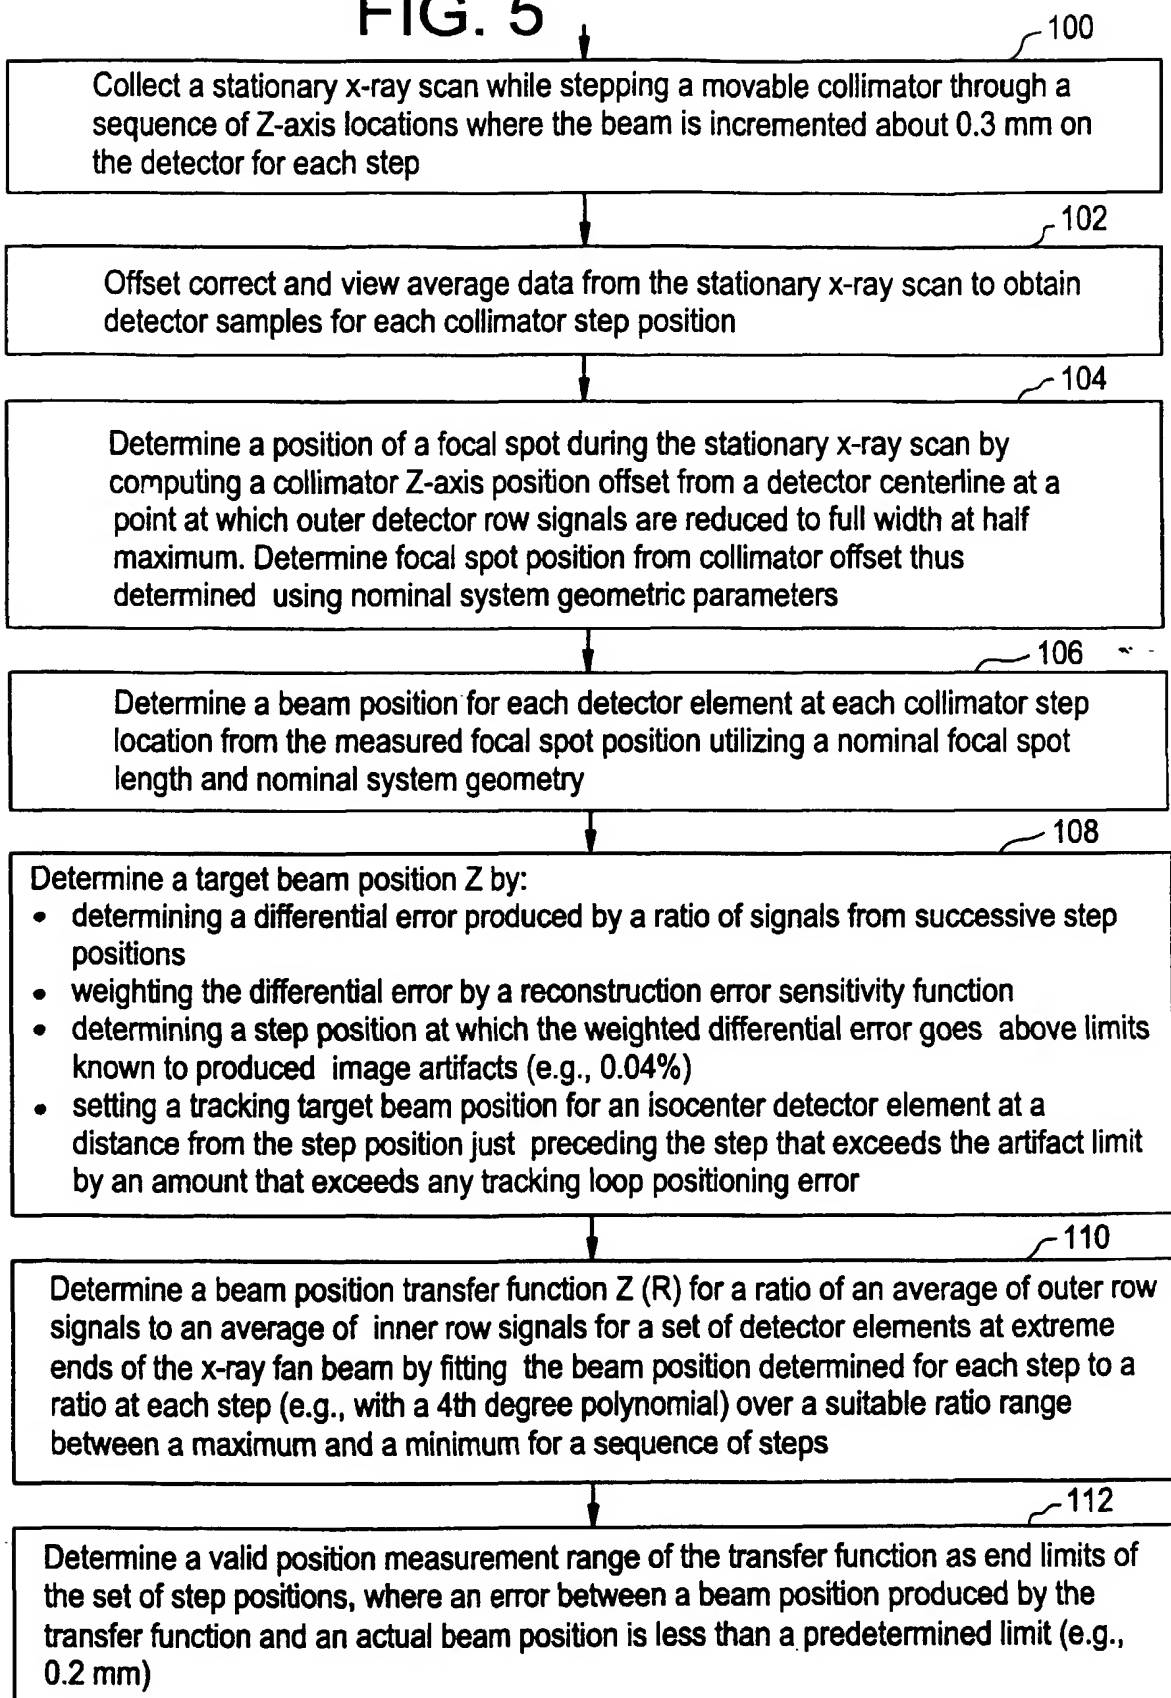 FIG. 5
100
Collect a stationary x-ray scan while stepping a movable collimator through a
sequence of Z-axis locations where the beam is incremented about 0.3 mm on
the detector for each step
102
Offset correct and view average data from the stationary x-ray scan to obtain
detector samples for each collimator step position
104
Determine a position of a focal spot during the stationary x-ray scan by
computing a collimator Z-axis position offset from a detector centerline at a
point at which outer detector row signals are reduced to full width at half
maximum. Determine focal spot position from collimator offset thus
determined using nominal system geometric parameters
106
Determine a beam position for each detector element at each collimator step
location from the measured focal spot position utilizing a nominal focal spot
length and nominal system geometry
108
Determine a target beam position Z by:
• determining a differential error produced by a ratio of signals from successive step
positions
• weighting the differential error by a reconstruction error sensitivity function
• determining a step position at which the weighted differential error goes above limits
known to produced image artifacts (e.g., 0.04%)
• setting a tracking target beam position for an isocenter detector element at a
distance from the step position just preceding the step that exceeds the artifact limit
by an amount that exceeds any tracking loop positioning error
110
Determine a beam position transfer function Z (R) for a ratio of an average of outer row
signals to an average of inner row signals for a set of detector elements at extreme
ends of the x-ray fan beam by fitting the beam position determined for each step to a
ratio at each step (e.g., with a 4th degree polynomial) over a suitable ratio range
between a maximum and a minimum for a sequence of steps
112
Determine a valid position measurement range of the transfer function as end limits of
the set of step positions, where an error between a beam position produced by the
transfer function and an actual beam position is less than a predetermined limit (e.g.,
0.2 mm)